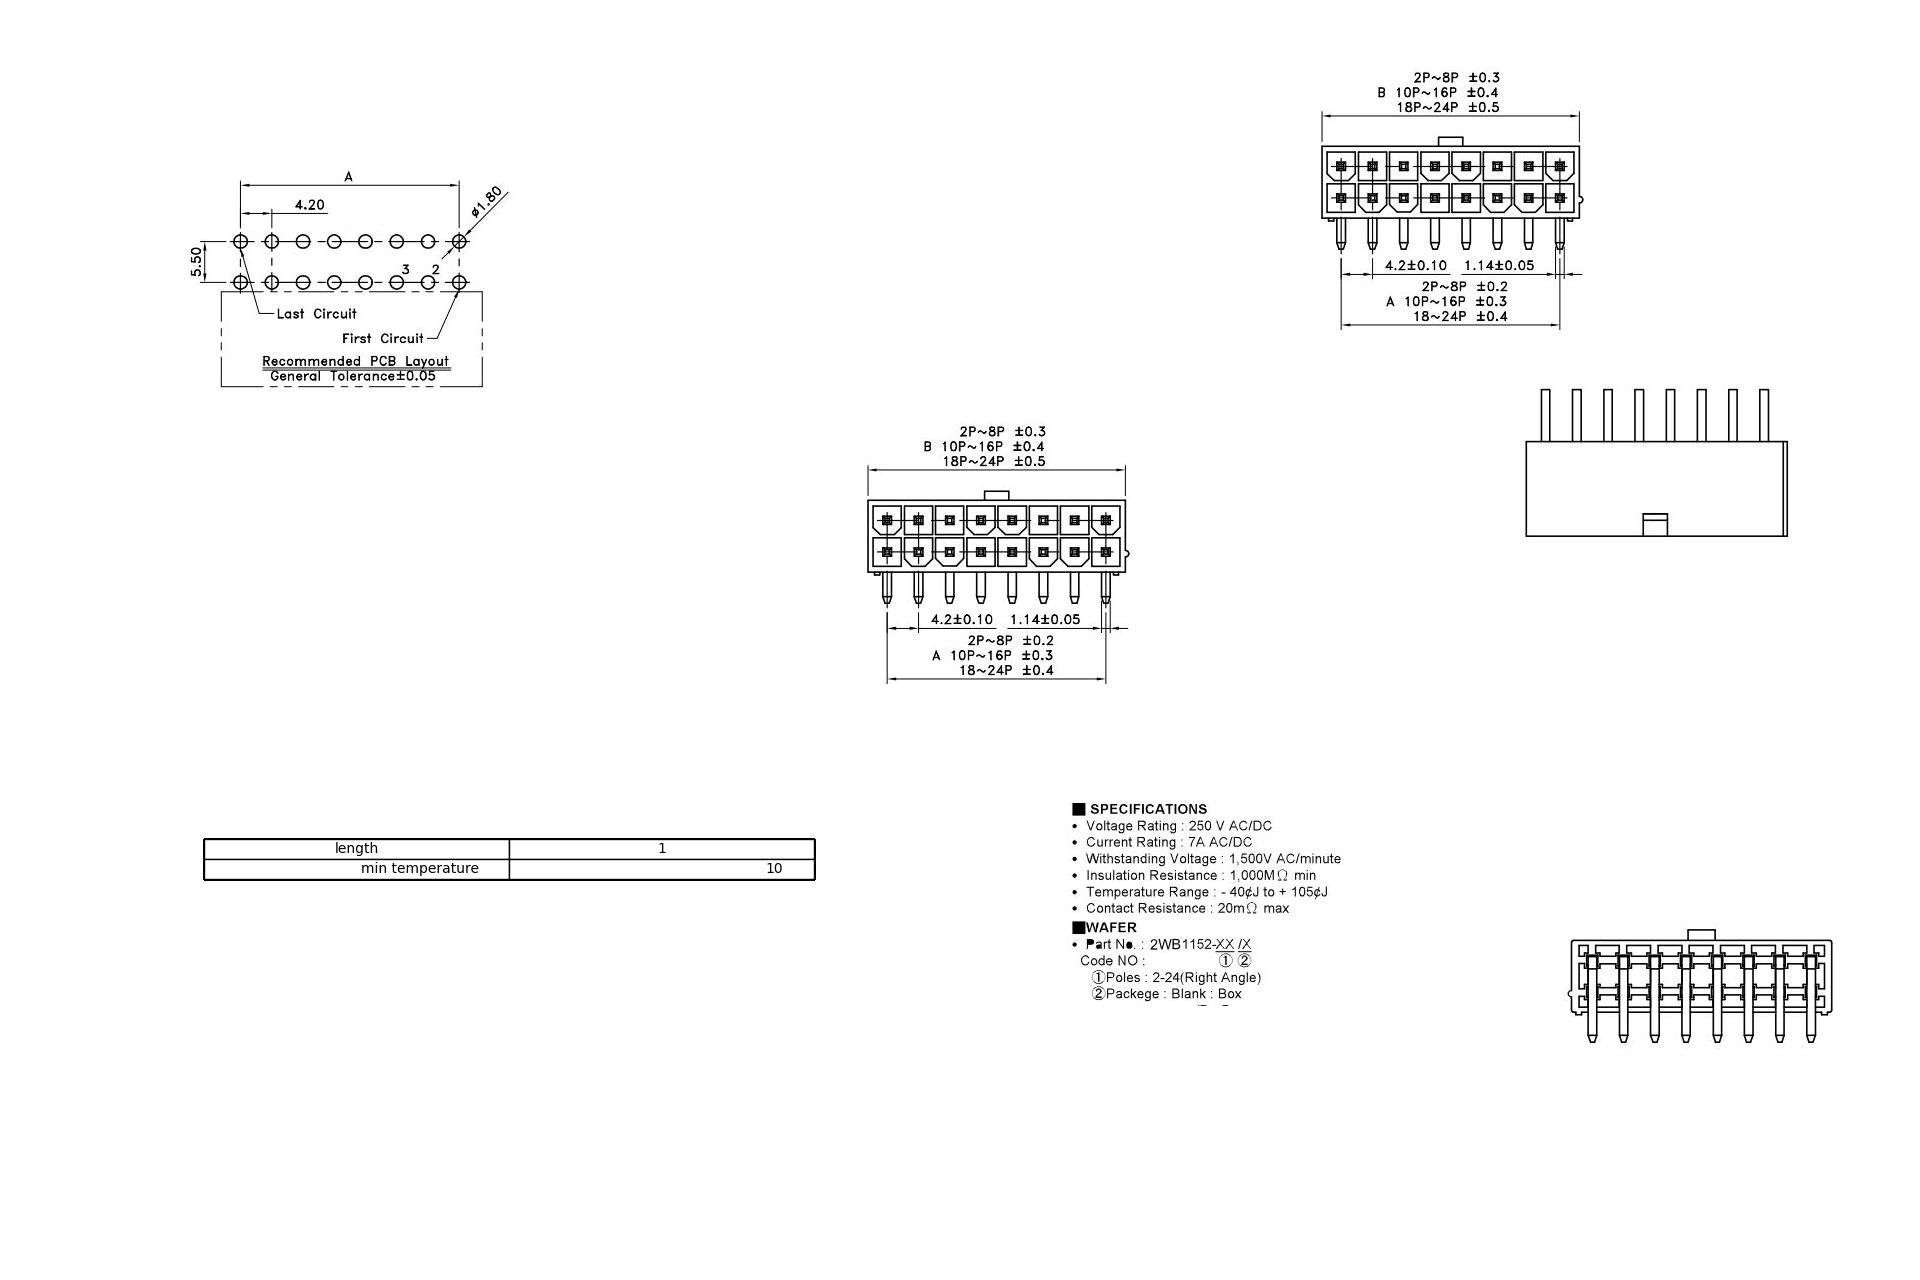 2P~8P ±0.3
B 10P~16P ±0.4
18P~24P ±0.5
4.2±0.10 1.14±0.05
2P~8P ±0.2
A 10P~16P ±0.3
18~24P ±0.4
A
4.20
ø1.80
5.50
3 2
Last Circuit
First Circuit
Recommended PCB Layout
General Tolerance±0.05
2P~8P ±0.3
B 10P~16P ±0.4
18P~24P ±0.5
4.2±0.10 1.14±0.05
2P~8P ±0.2
A 10P~16P ±0.3
18~24P ±0.4
length 1
min temperature 10
■ SPECIFICATIONS
• Voltage Rating : 250 V AC/DC
• Current Rating : 7A AC/DC
• Withstanding Voltage : 1,500V AC/minute
• Insulation Resistance : 1,000MΩ min
• Temperature Range : - 40¢J to + 105¢J
• Contact Resistance : 20mΩ max
■WAFER
• Part No. : 2WB1152-XX /X
Code NO : ① ②
①Poles : 2-24(Right Angle)
②Packege : Blank : Box